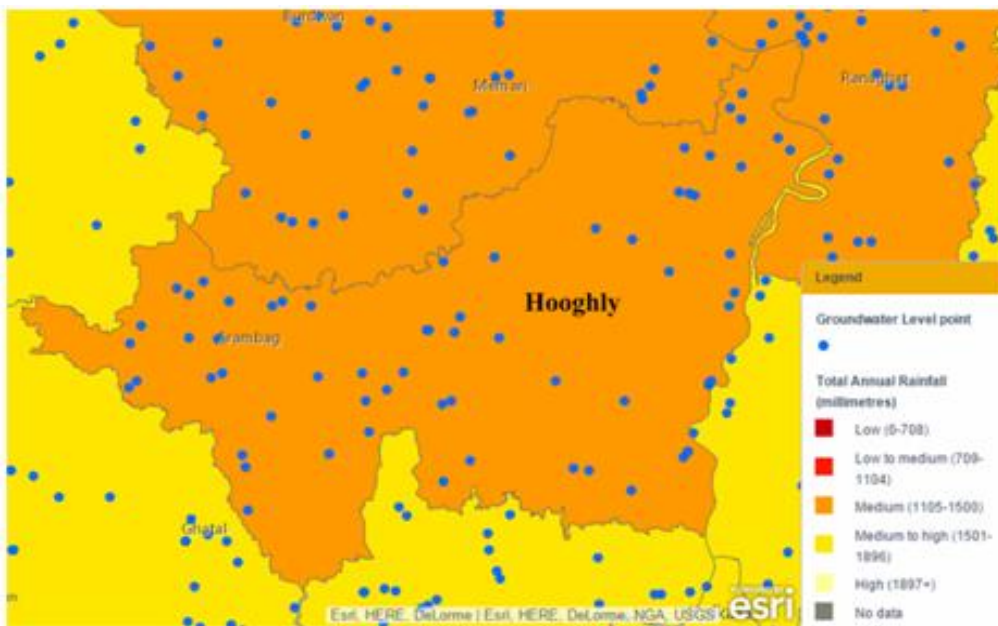 Burdwan
Memari
Ranaghat
Hooghly
Arambag
Ghatal
Legend
Groundwater Level point
Total Annual Rainfall
(millimetres)
Low (0-708)
Low to medium (709-
1104)
Medium (1105-1500)
Medium to high (1501-
1896)
High (1897+)
No data
Esri, HERE, DeLorme | Esri, HERE, DeLorme, NGA, USGS
esri